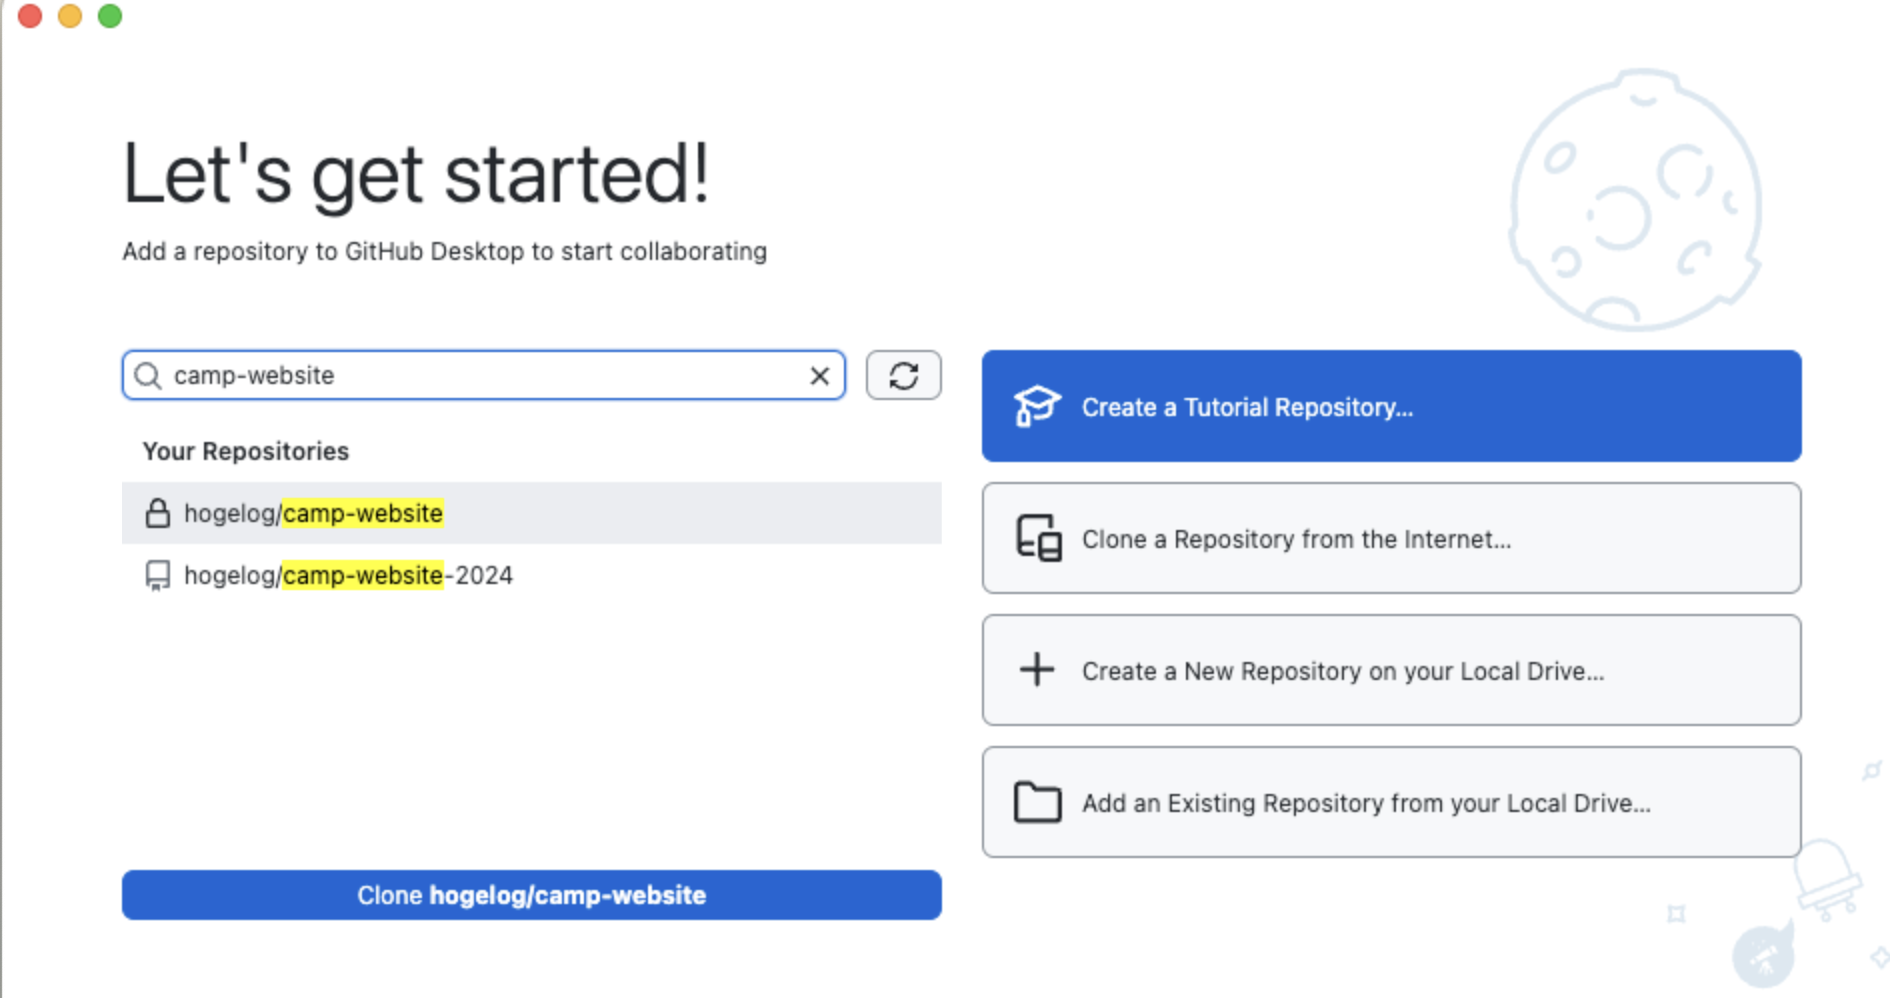 Let's get started!
Add a repository to GitHub Desktop to start collaborating
camp-website
Your Repositories
hogelog/camp-website
hogelog/camp-website-2024
Clone hogelog/camp-website
Create a Tutorial Repository...
Clone a Repository from the Internet...
Create a New Repository on your Local Drive...
Add an Existing Repository from your Local Drive...